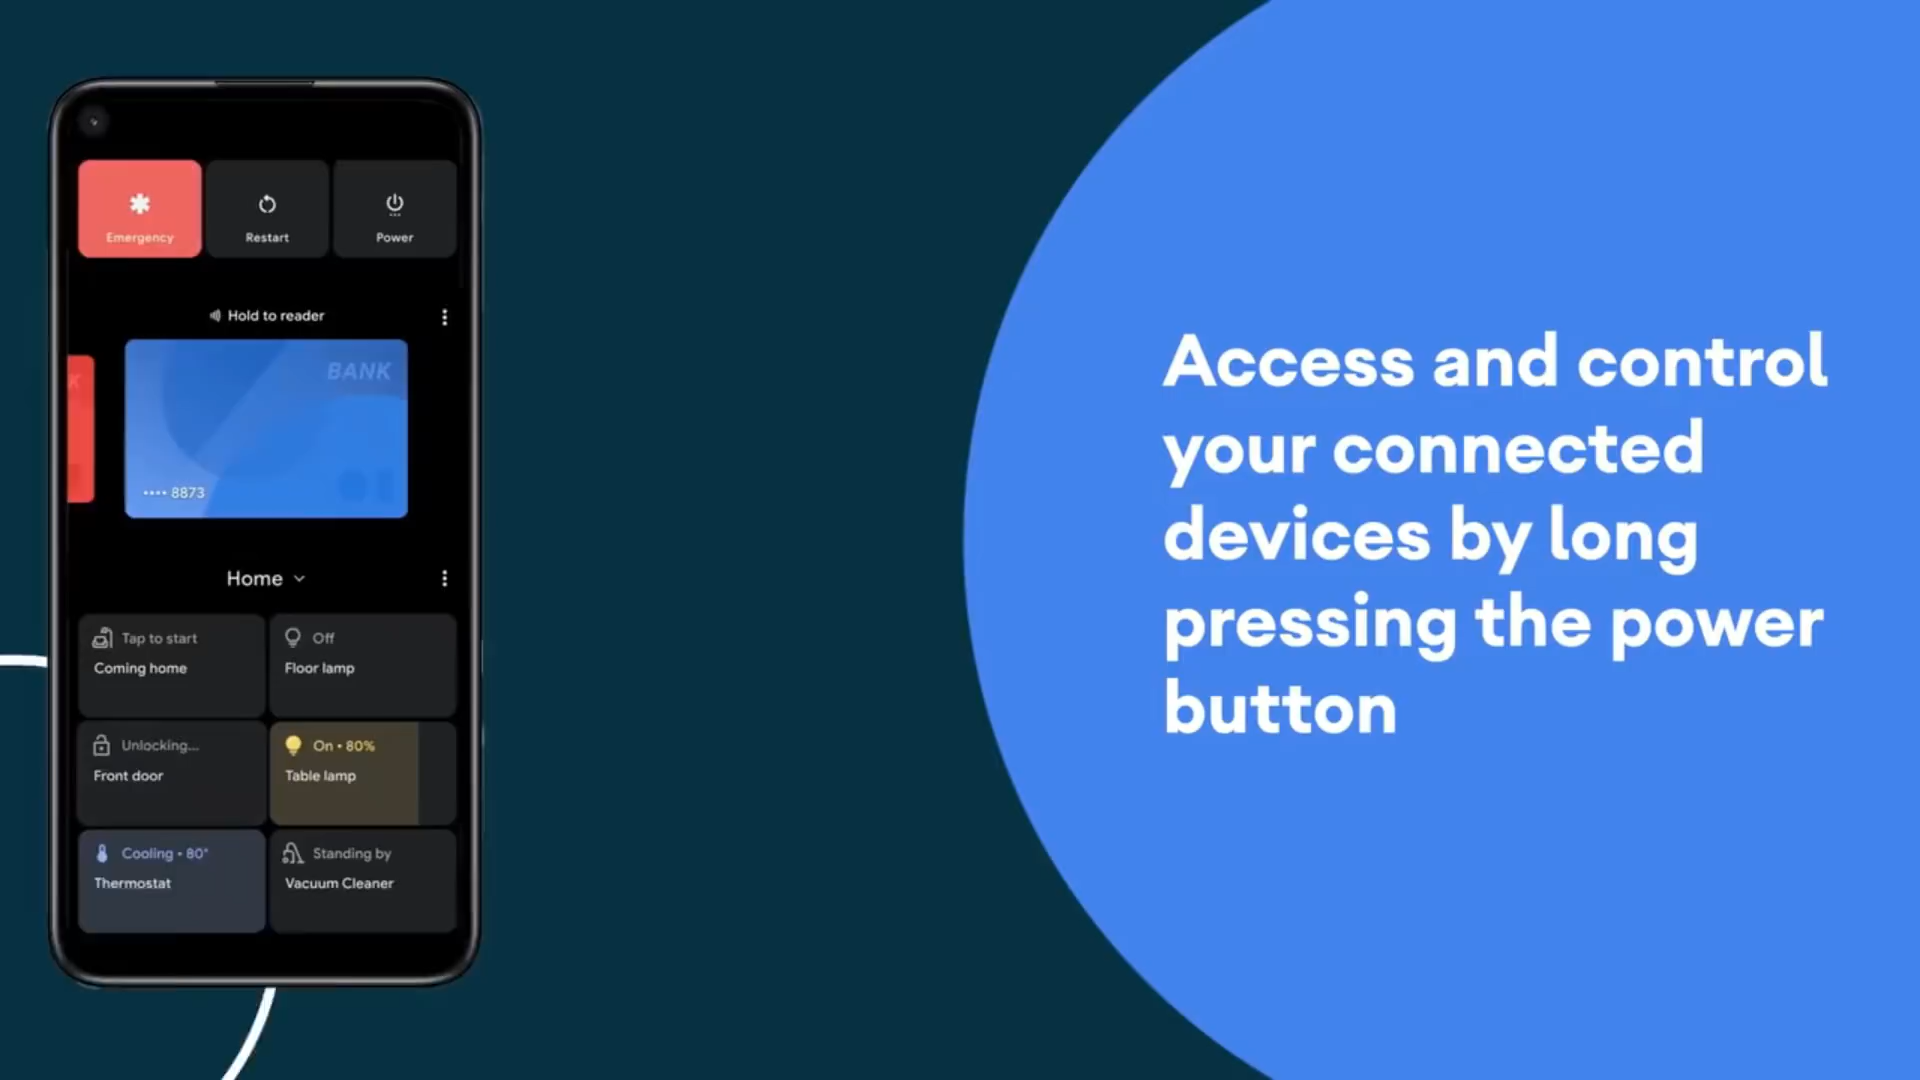 Emergency
Restart
Power
Hold to reader
BANK
•••• 8873
Home
Tap to start
Coming home
Off
Floor lamp
Unlocking...
Front door
On • 80%
Table lamp
Cooling • 80°
Thermostat
Standing by
Vacuum Cleaner
Access and control
your connected
devices by long
pressing the power
button